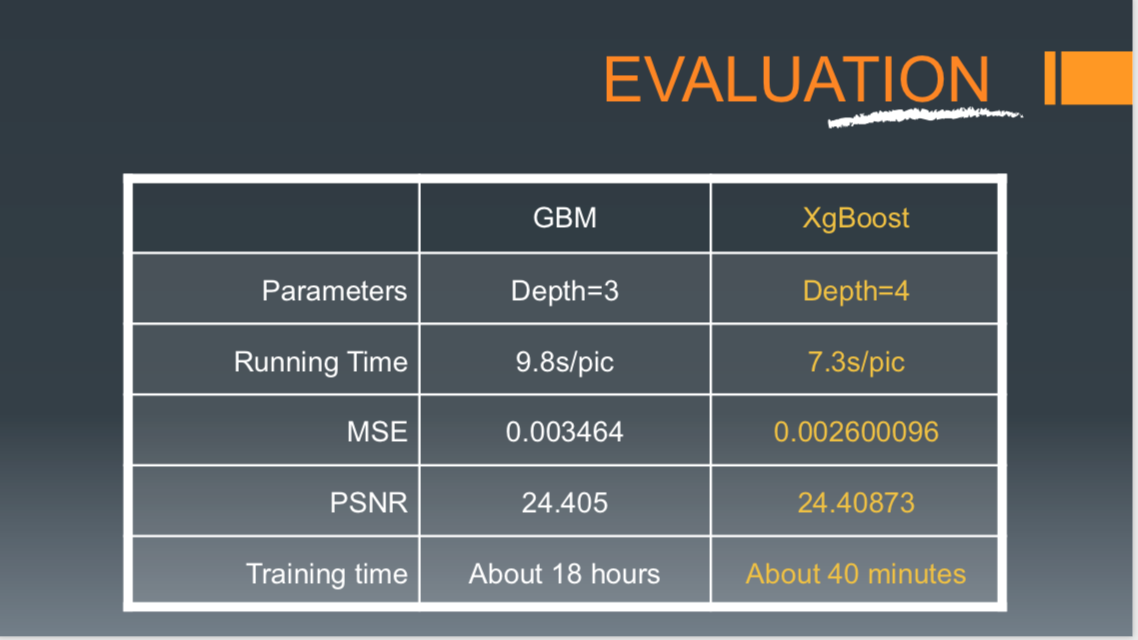 EVALUATION
GBM XgBoost
Parameters Depth=3 Depth=4
Running Time 9.8s/pic 7.3s/pic
MSE 0.003464 0.002600096
PSNR 24.405 24.40873
Training time About 18 hours About 40 minutes